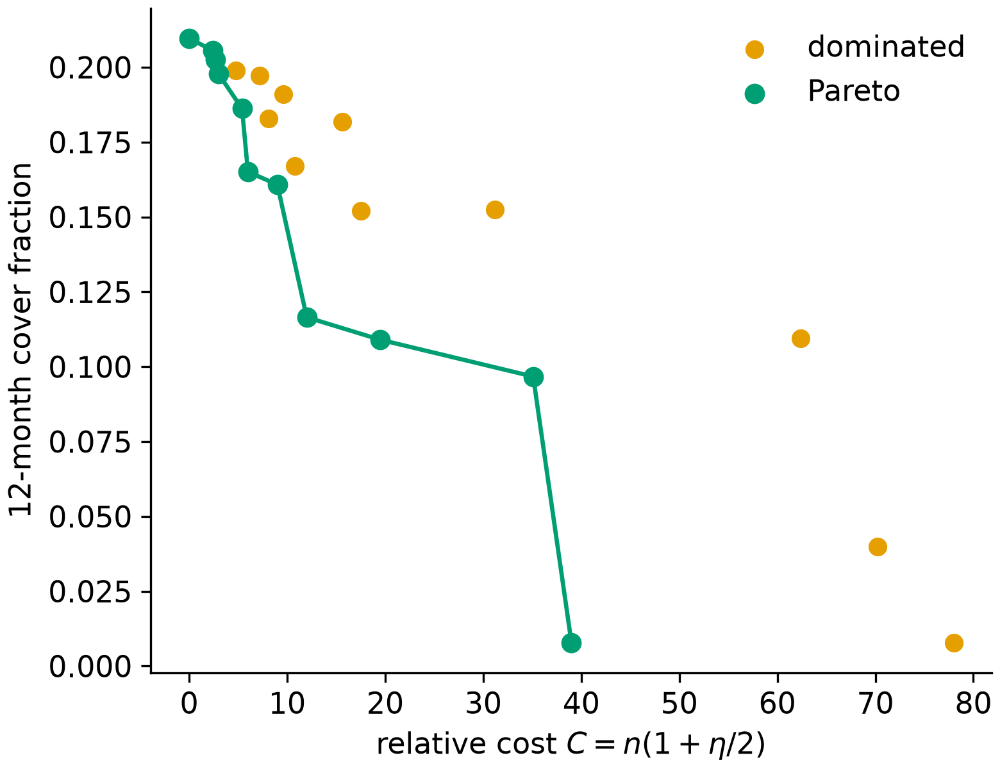 dominated
Pareto
0.200
0.175
0.150
0.125
0.100
0.075
0.050
0.025
0.000
12-month cover fraction
0 10 20 30 40 50 60 70 80
relative cost C = n(1 + η/2)